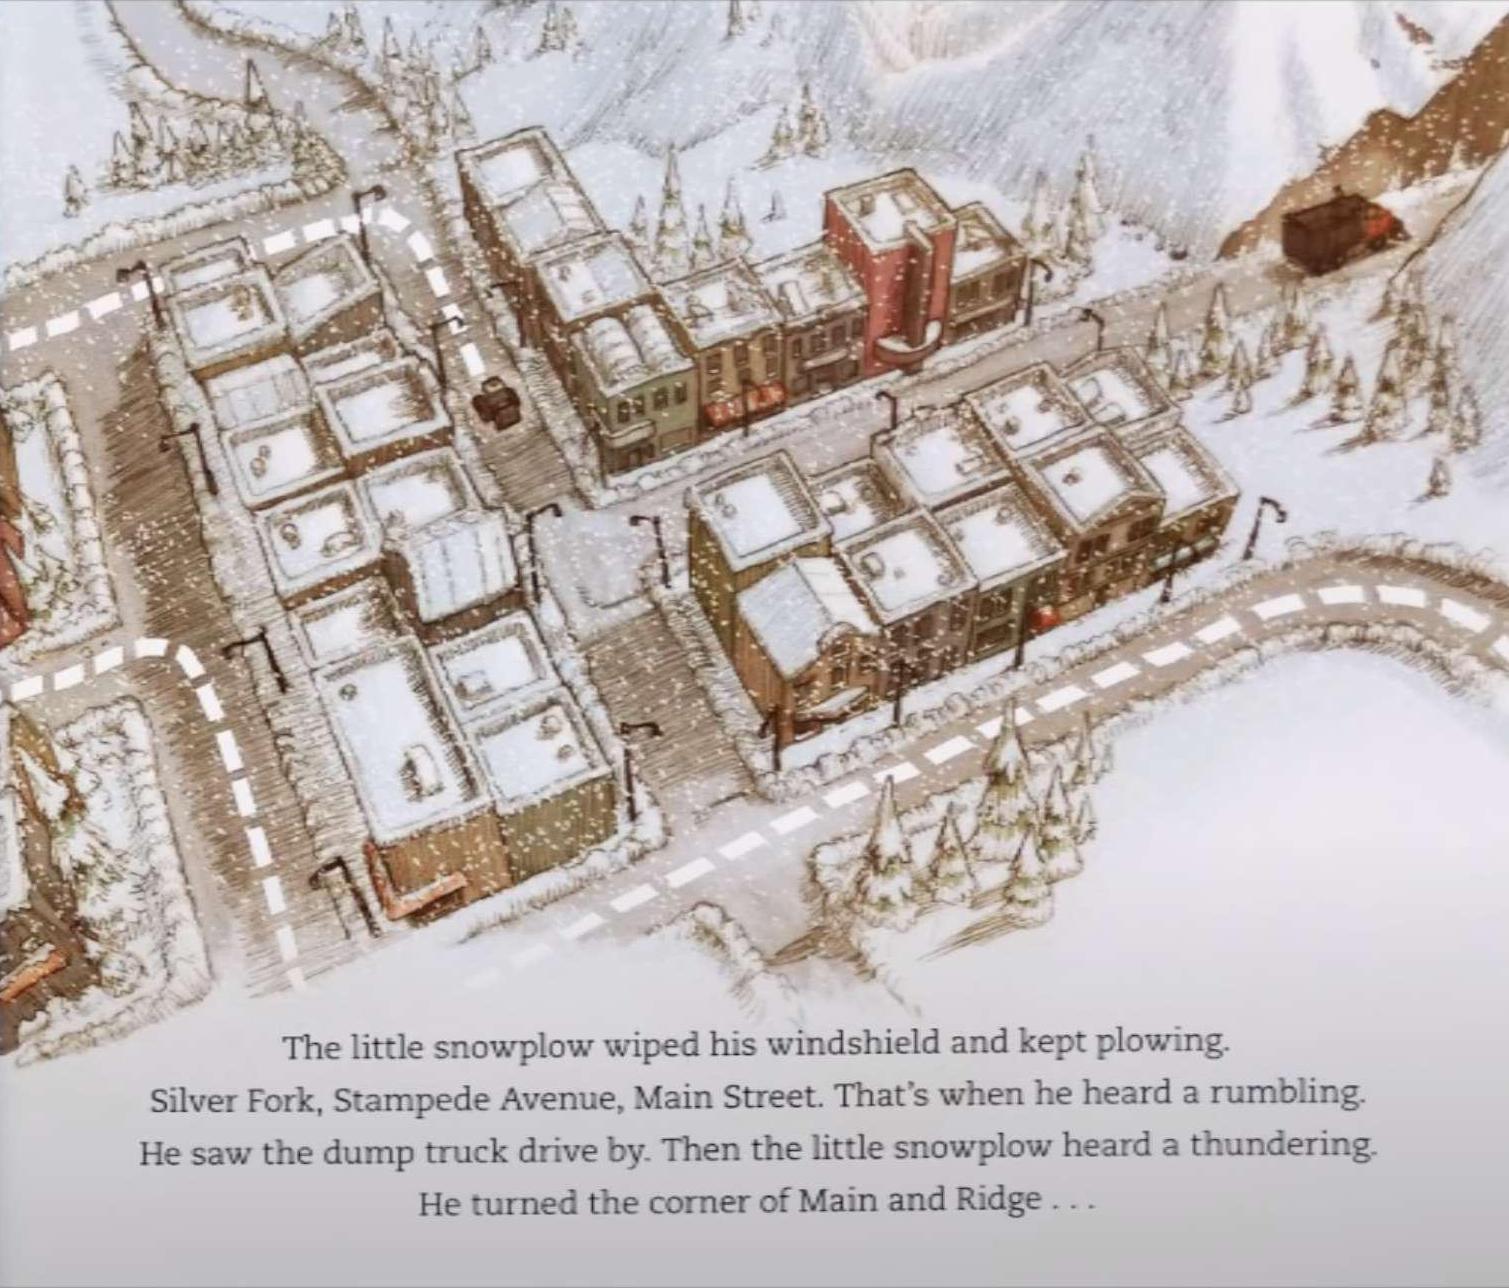 The little snowplow wiped his windshield and kept plowing.
Silver Fork, Stampede Avenue, Main Street. That's when he heard a rumbling.
He saw the dump truck drive by. Then the little snowplow heard a thundering.
He turned the corner of Main and Ridge . . .